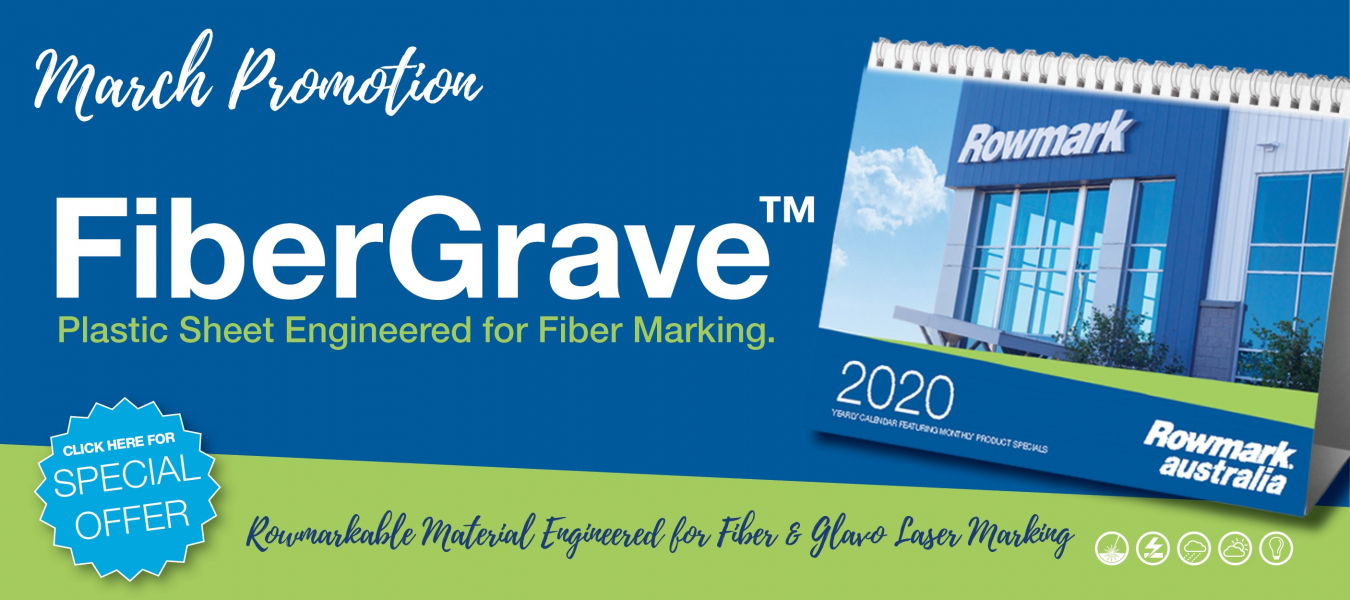 March Promotion
FiberGrave™
Plastic Sheet Engineered for Fiber Marking.
Rowmark
2020
YEARLY CALENDAR FEATURING MONTHLY PRODUCT SPECIALS
Rowmark.
australia
CLICK HERE FOR
SPECIAL
OFFER
Rowmarkable Material Engineered for Fiber & Glavo Laser Marking